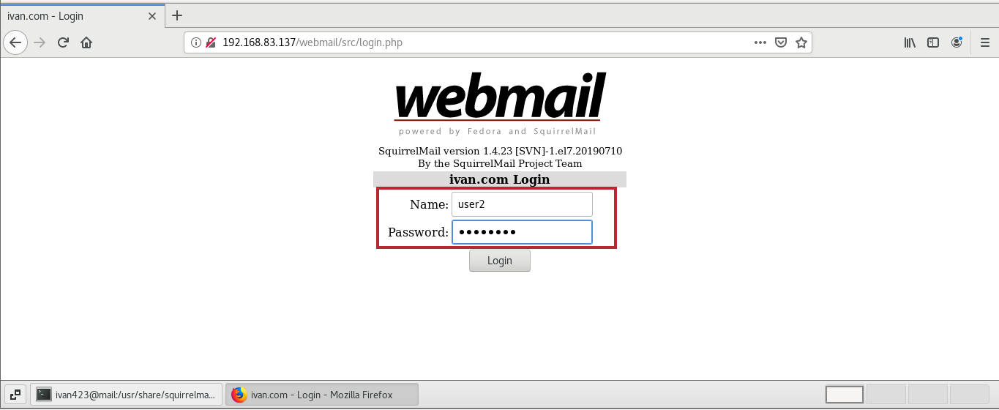 ivan.com - Login
192.168.83.137/webmail/src/login.php
webmail
powered by Fedora and SquirrelMail
SquirrelMail version 1.4.23 [SVN]-1.el7.20190710
By the SquirrelMail Project Team
ivan.com Login
Name: user2
Password: ••••••••
Login
ivan423@mail:/usr/share/squirrelma... ivan.com - Login - Mozilla Firefox